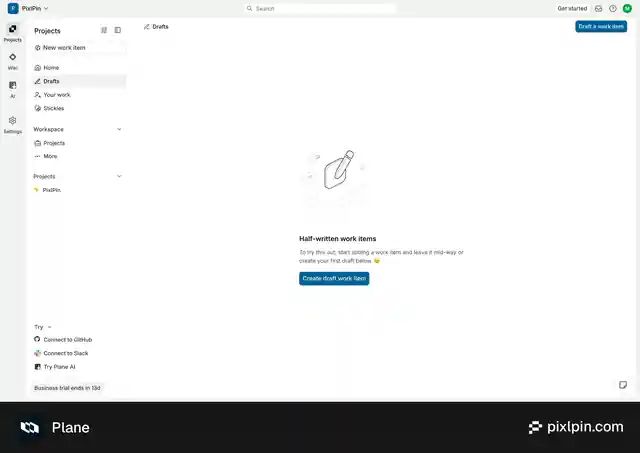 PixlPin
Search
Get started
Projects
Wiki
AI
Settings
Projects
New work item
Home
Drafts
Your work
Stickies
Workspace
Projects
More
Projects
PixlPin
Try
Connect to GitHub
Connect to Slack
Try Plane AI
Business trial ends in 13d
Drafts
Draft a work item
Half-written work items
To try this out, start adding a work item and leave it mid-way or
create your first draft below.
Create draft work item
Plane
pixlpin.com